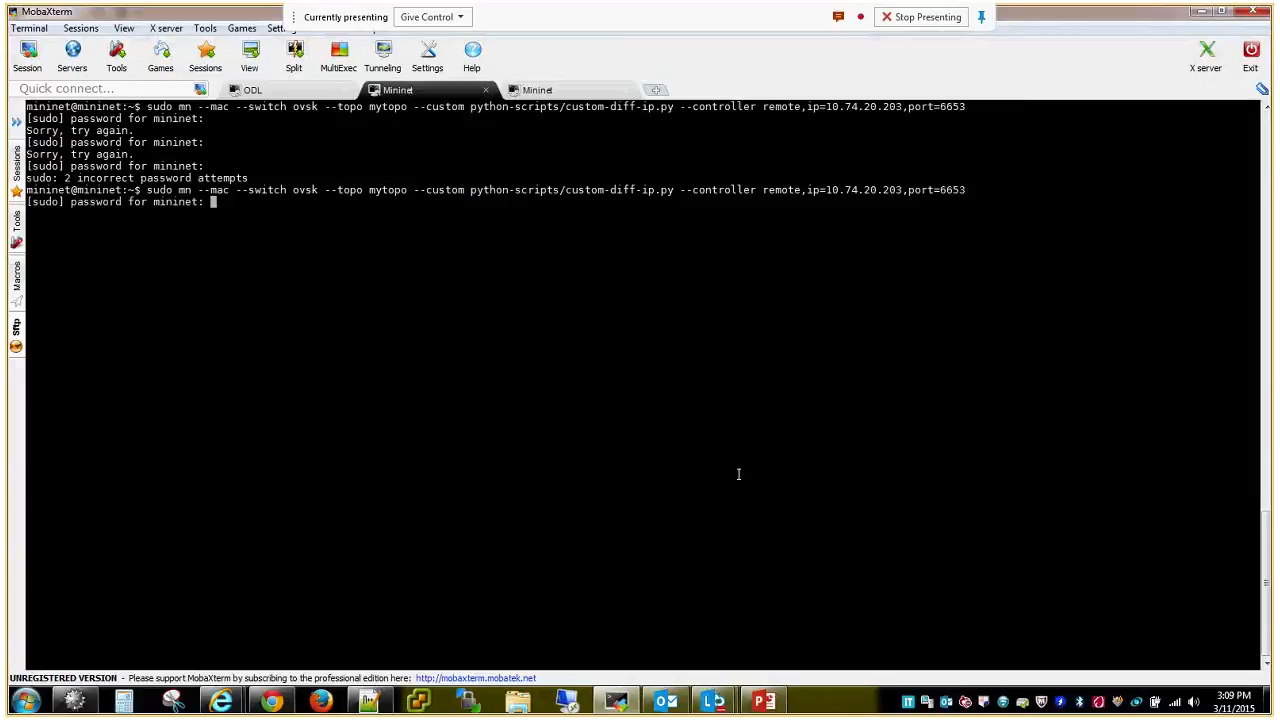 MobaXterm
Currently presenting
Give Control
Stop Presenting
Terminal Sessions View X server Tools Games Setti
Session Servers Tools Games Sessions View Split MultiExec Tunneling Settings Help X server Exit
Quick connect...
ODL
Mininet
Mininet
mininet@mininet:~$ sudo mn --mac --switch ovsk --topo mytopo --custom python-scripts/custom-diff-ip.py --controller remote,ip=10.74.20.203,port=6653
[sudo] password for mininet:
Sorry, try again.
[sudo] password for mininet:
Sorry, try again.
[sudo] password for mininet:
sudo: 2 incorrect password attempts
mininet@mininet:~$ sudo mn --mac --switch ovsk --topo mytopo --custom python-scripts/custom-diff-ip.py --controller remote,ip=10.74.20.203,port=6653
[sudo] password for mininet:
Sessions
Tools
Macros
Sftp
UNREGISTERED VERSION - Please support MobaXterm by subscribing to the professional edition here: http://mobaxterm.mobatek.net
3:09 PM
3/11/2015